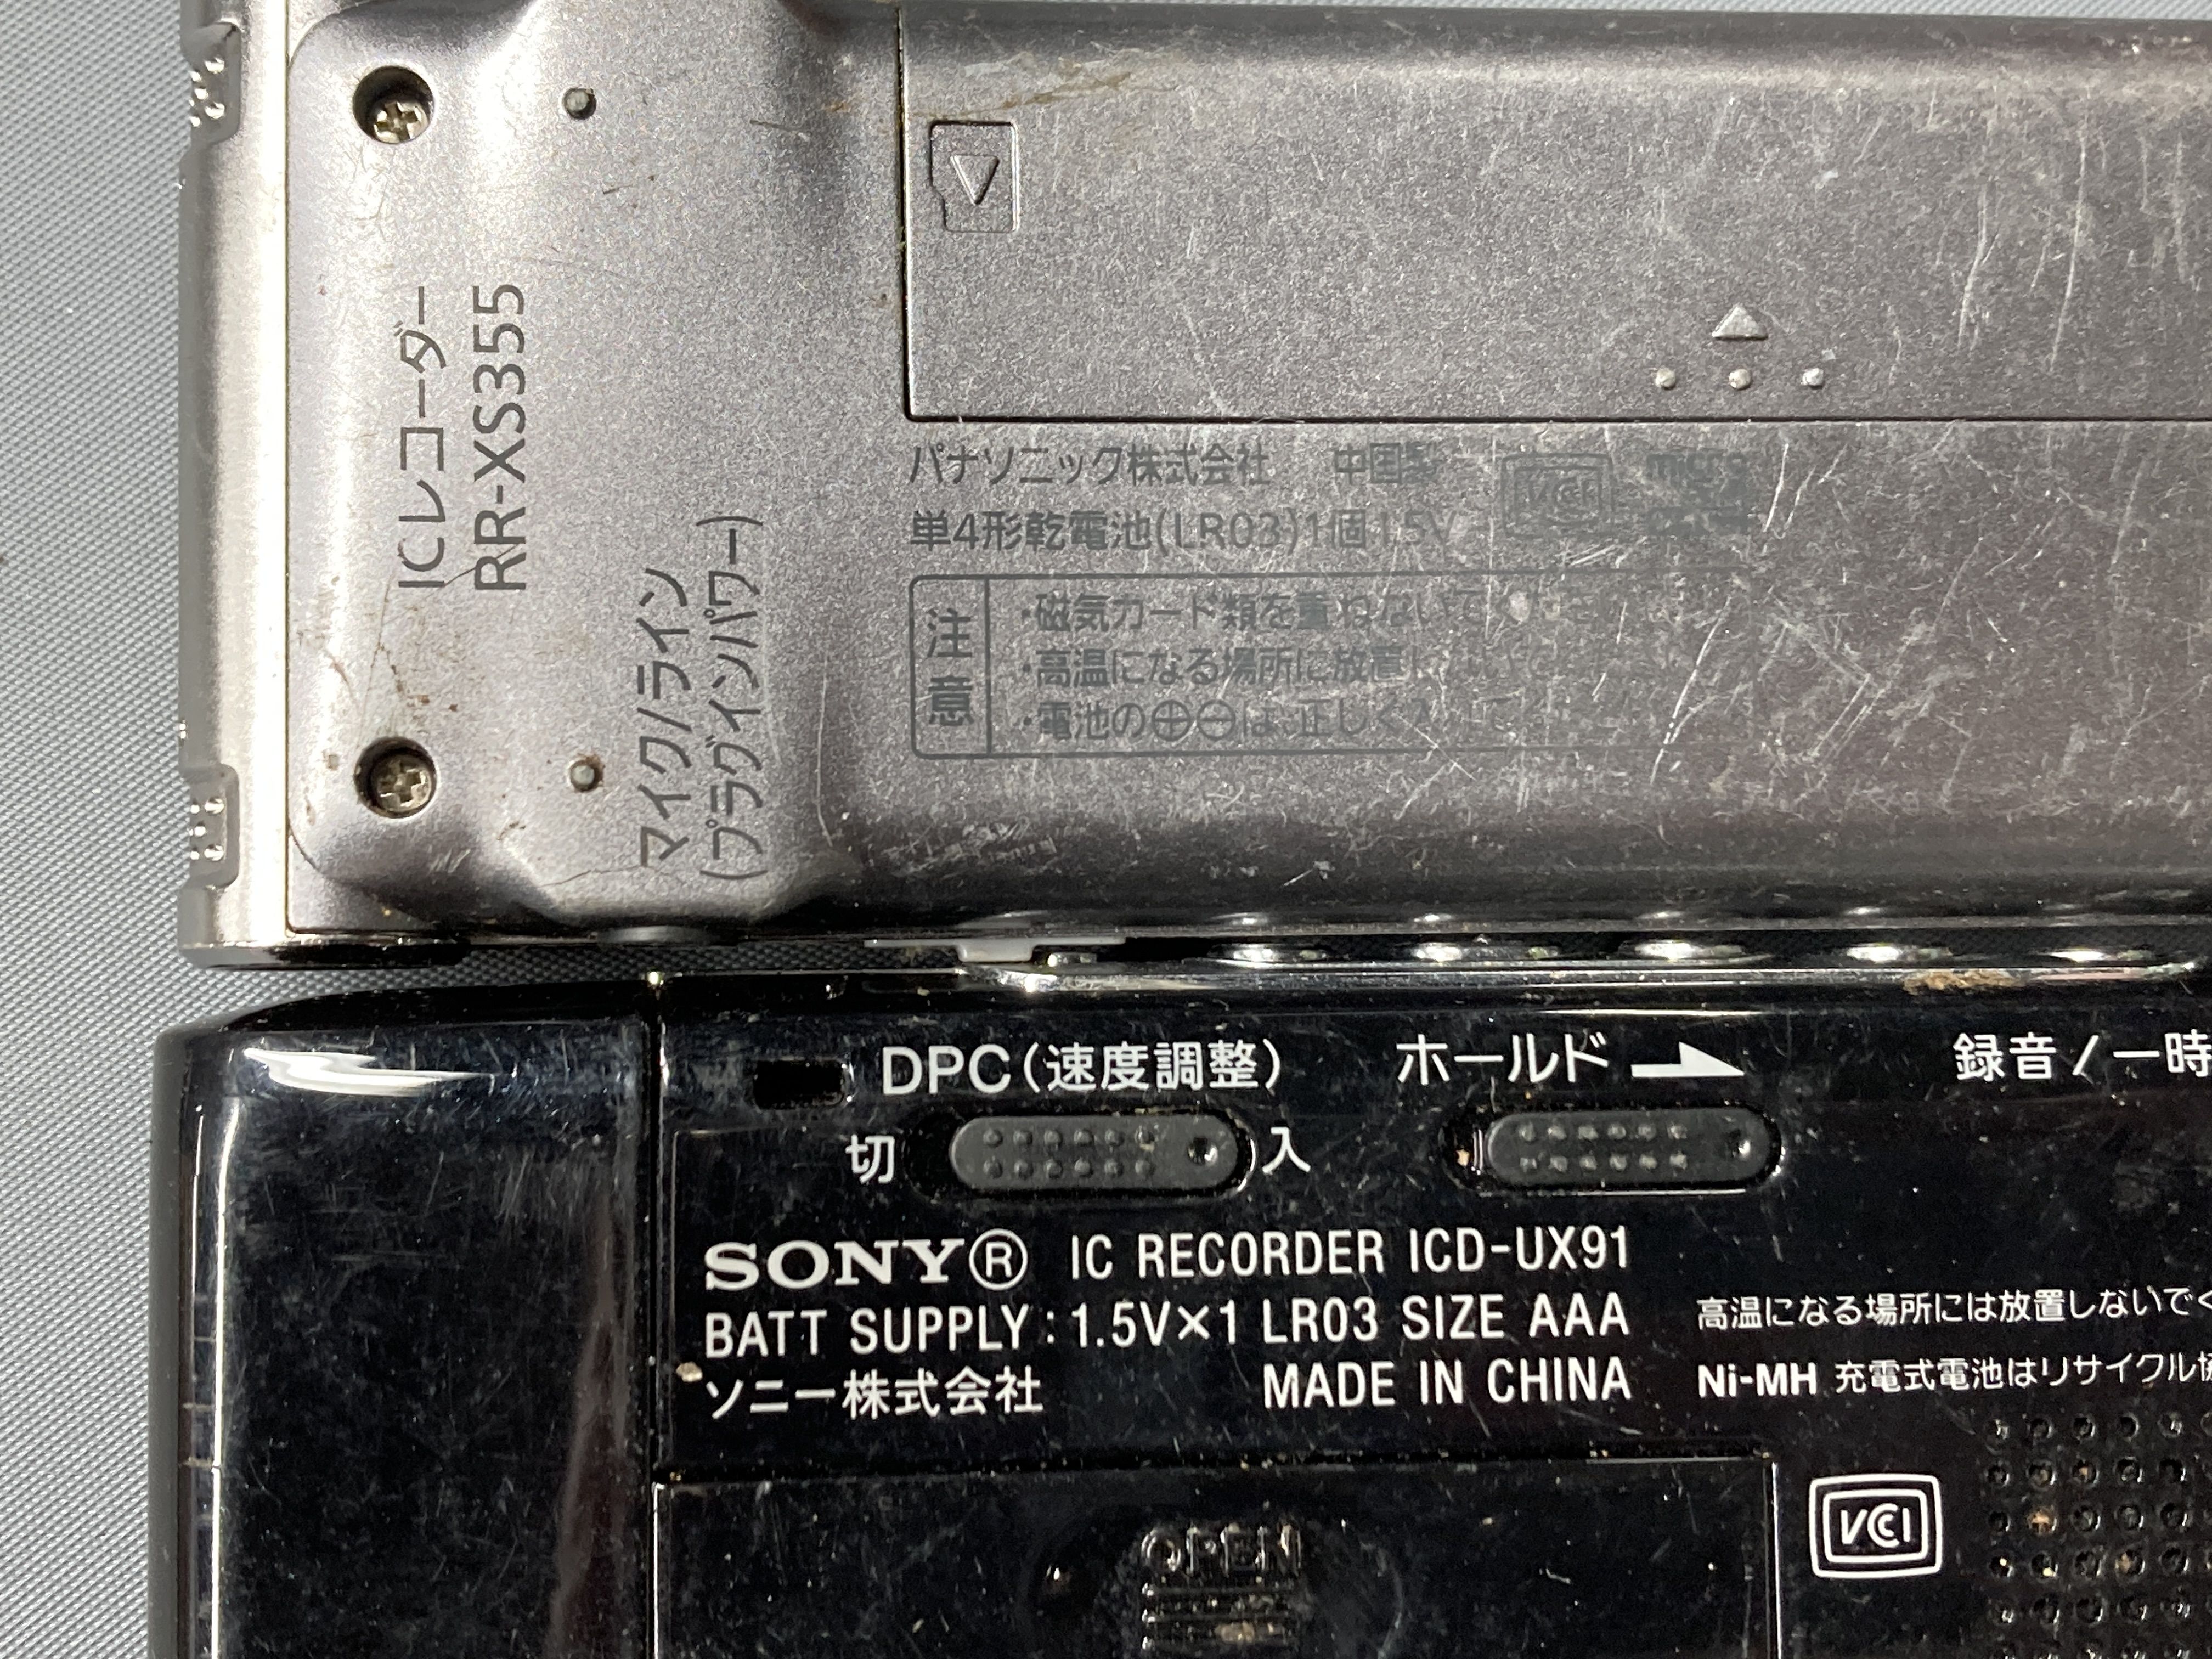 ICレコーダー
RR-XS355
マイク/ライン
(プラグインパワー)
パナソニック株式会社 中国製
単4形乾電池(LR03)1個 1.5V
VCI
注意
・磁気カード類を重ねないで
・高温になる場所に放置し
・電池の⊕⊖は正しく入
DPC(速度調整)
ホールド
録音/一時
切
入
SONY® IC RECORDER ICD-UX91
BATT SUPPLY:1.5V×1 LR03 SIZE AAA
ソニー株式会社 MADE IN CHINA
高温になる場所には放置しないでく
Ni-MH 充電式電池はリサイクル協
VCI
OPEN